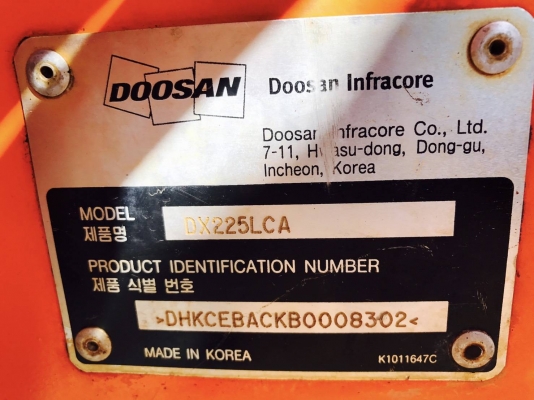 DOOSAN
Doosan Infracore
Doosan Infracore Co., Ltd.
7-11, Hwasu-dong, Dong-gu,
Incheon, Korea
MODEL
제품명
DX225LCA
PRODUCT IDENTIFICATION NUMBER
제품 식별 번호
>DHKCEBACKB0008302<
MADE IN KOREA
K1011647C